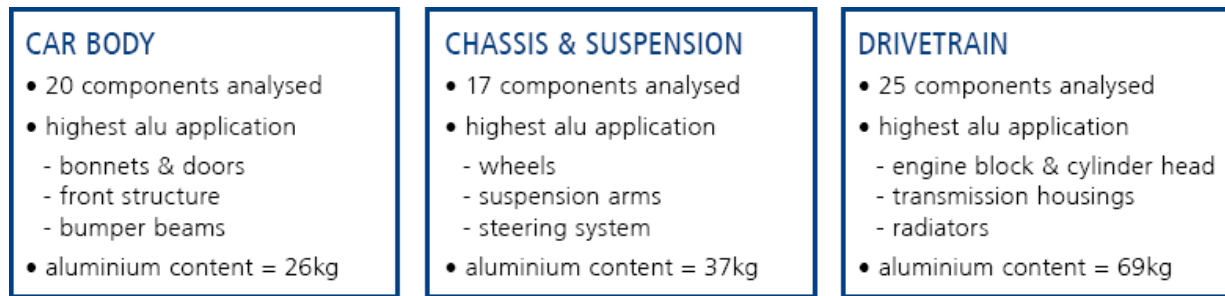 CAR BODY
• 20 components analysed
• highest alu application
- bonnets & doors
- front structure
- bumper beams
• aluminium content = 26kg
CHASSIS & SUSPENSION
• 17 components analysed
• highest alu application
- wheels
- suspension arms
- steering system
• aluminium content = 37kg
DRIVETRAIN
• 25 components analysed
• highest alu application
- engine block & cylinder head
- transmission housings
- radiators
• aluminium content = 69kg